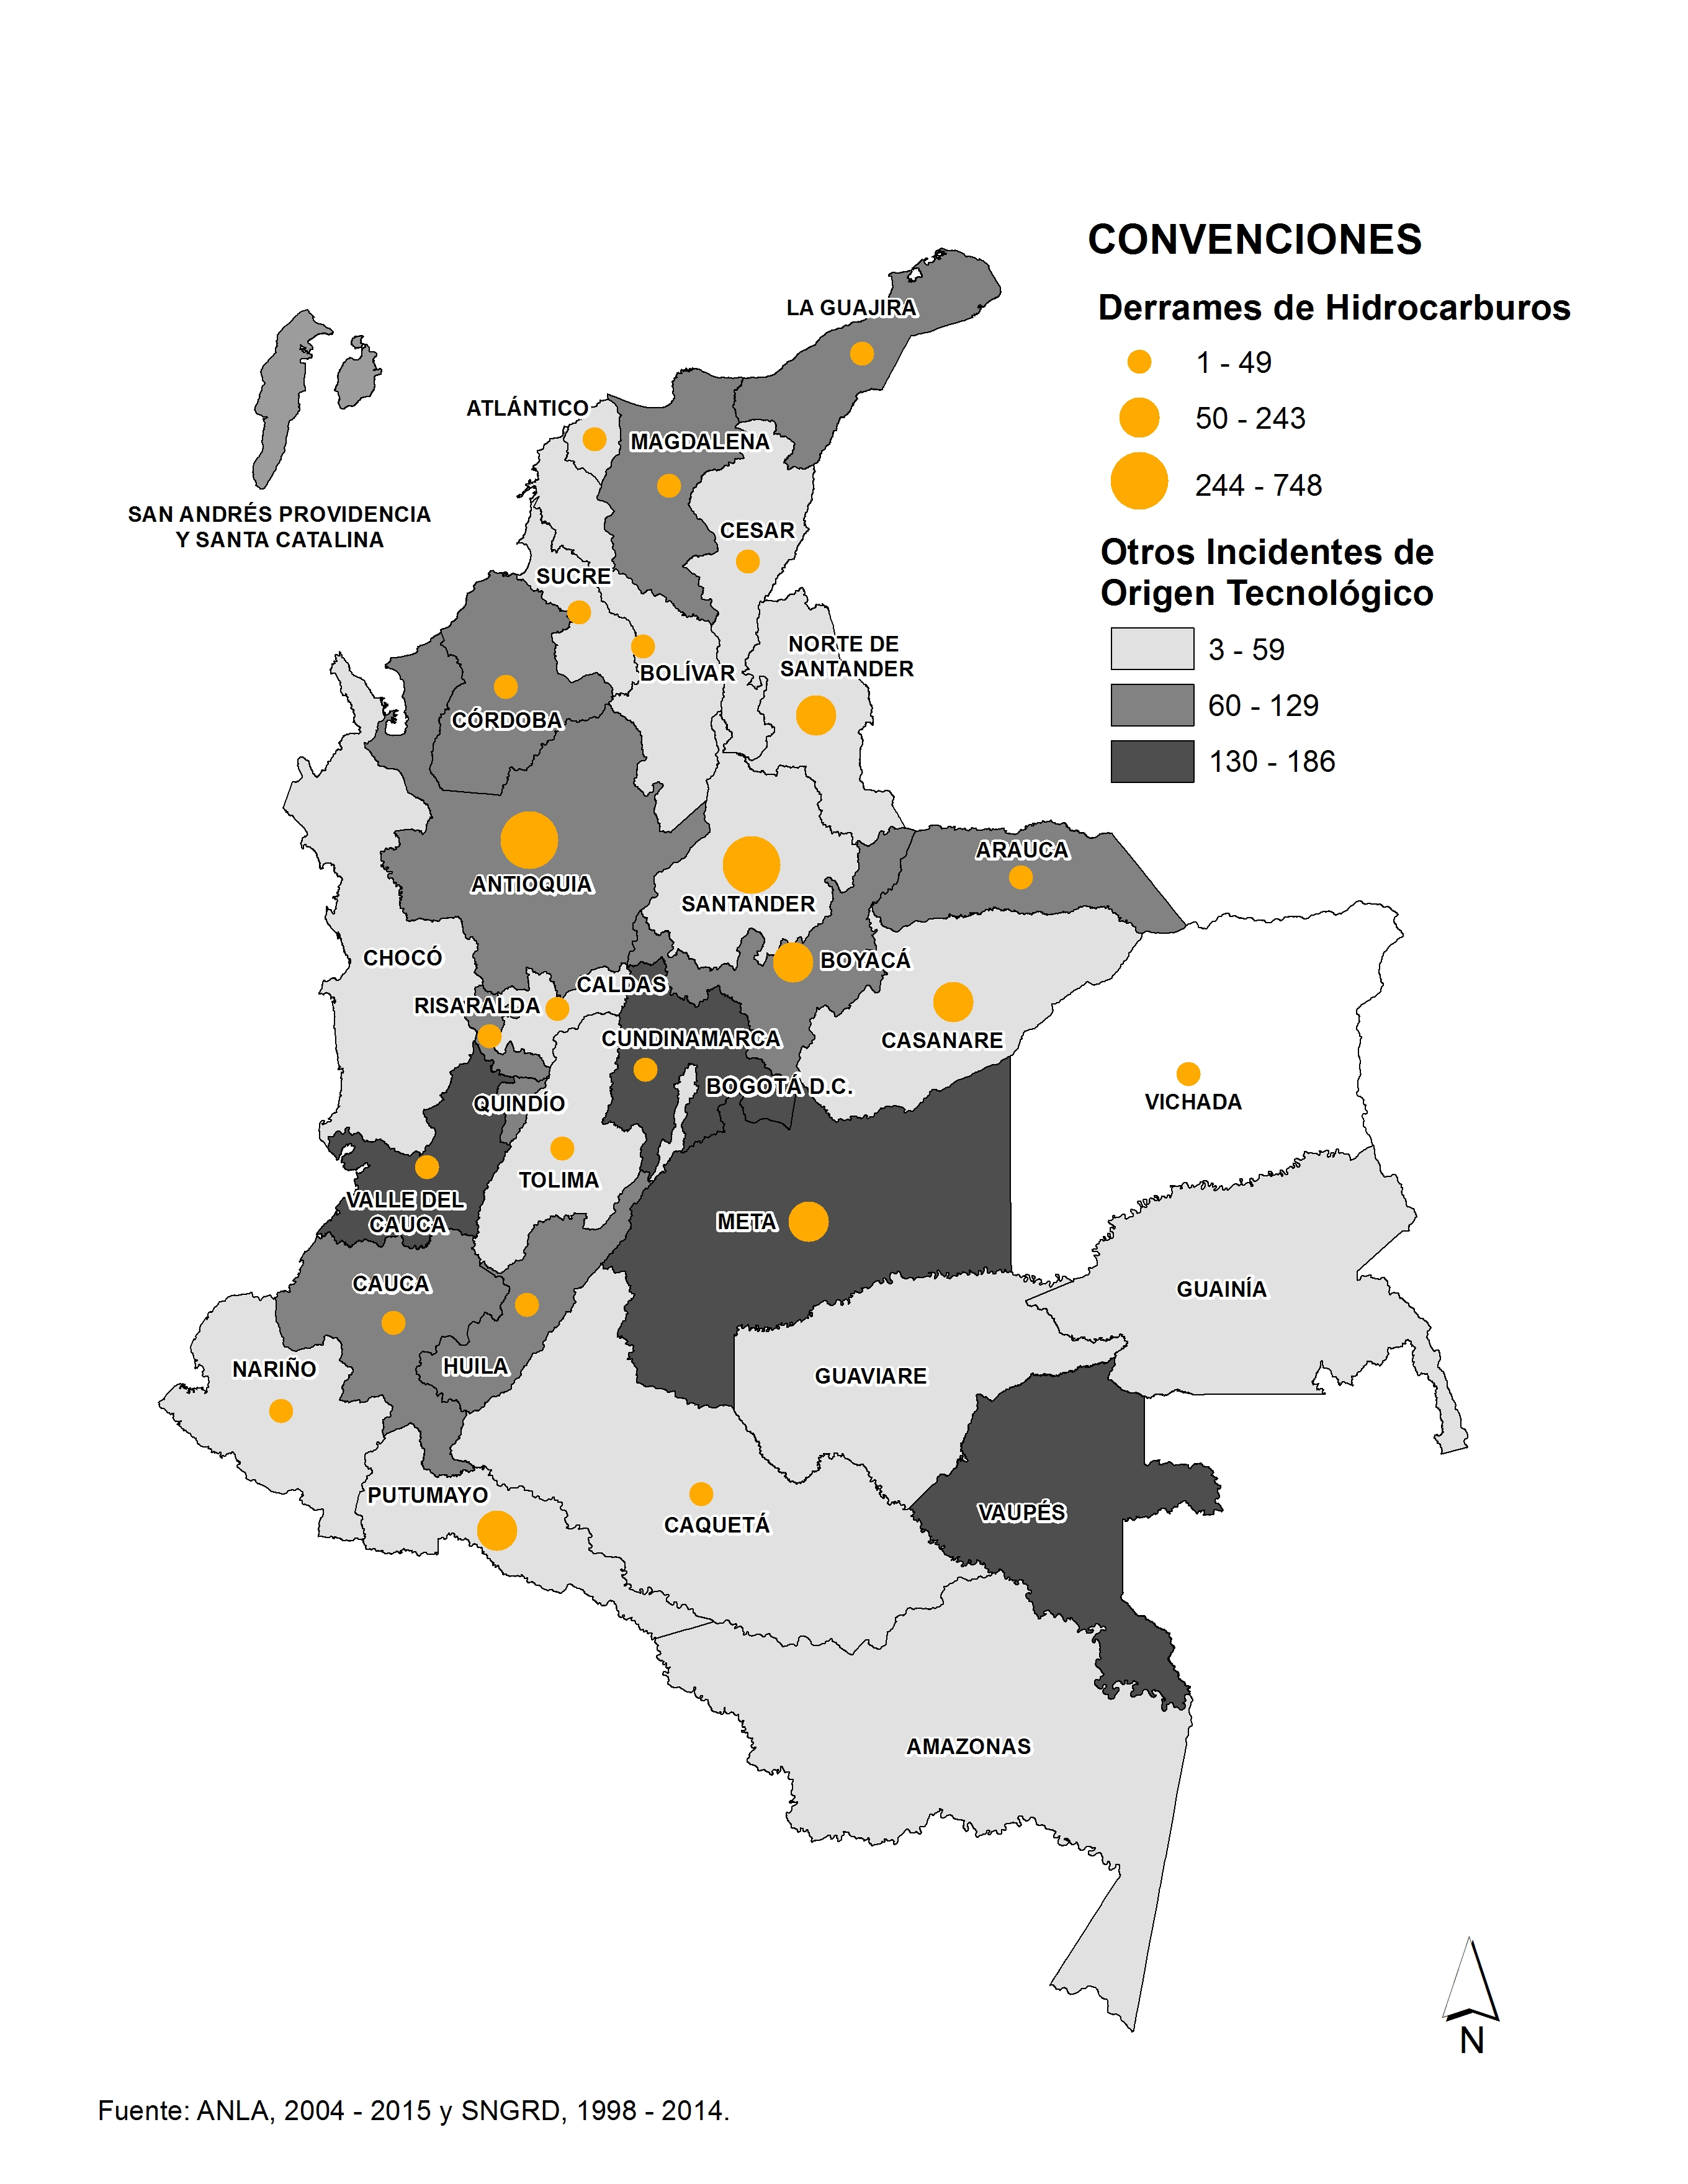 CONVENCIONES
Derrames de Hidrocarburos
1 - 49
50 - 243
244 - 748
Otros Incidentes de
Origen Tecnológico
3 - 59
60 - 129
130 - 186
LA GUAJIRA
ATLÁNTICO
MAGDALENA
SAN ANDRÉS PROVIDENCIA
Y SANTA CATALINA
CESAR
SUCRE
NORTE DE
SANTANDER
BOLÍVAR
CÓRDOBA
ARAUCA
ANTIOQUIA
SANTANDER
CHOCÓ
BOYACÁ
CALDAS
RISARALDA
CUNDINAMARCA
CASANARE
BOGOTÁ D.C.
QUINDÍO
VICHADA
TOLIMA
VALLE DEL
CAUCA
META
CAUCA
GUAINÍA
HUILA
NARIÑO
GUAVIARE
PUTUMAYO
VAUPÉS
CAQUETÁ
AMAZONAS
N
Fuente: ANLA, 2004 - 2015 y SNGRD, 1998 - 2014.